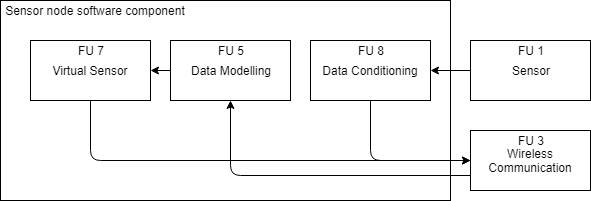 Sensor node software component
FU 7
Virtual Sensor
FU 5
Data Modelling
FU 8
Data Conditioning
FU 1
Sensor
FU 3
Wireless
Communication